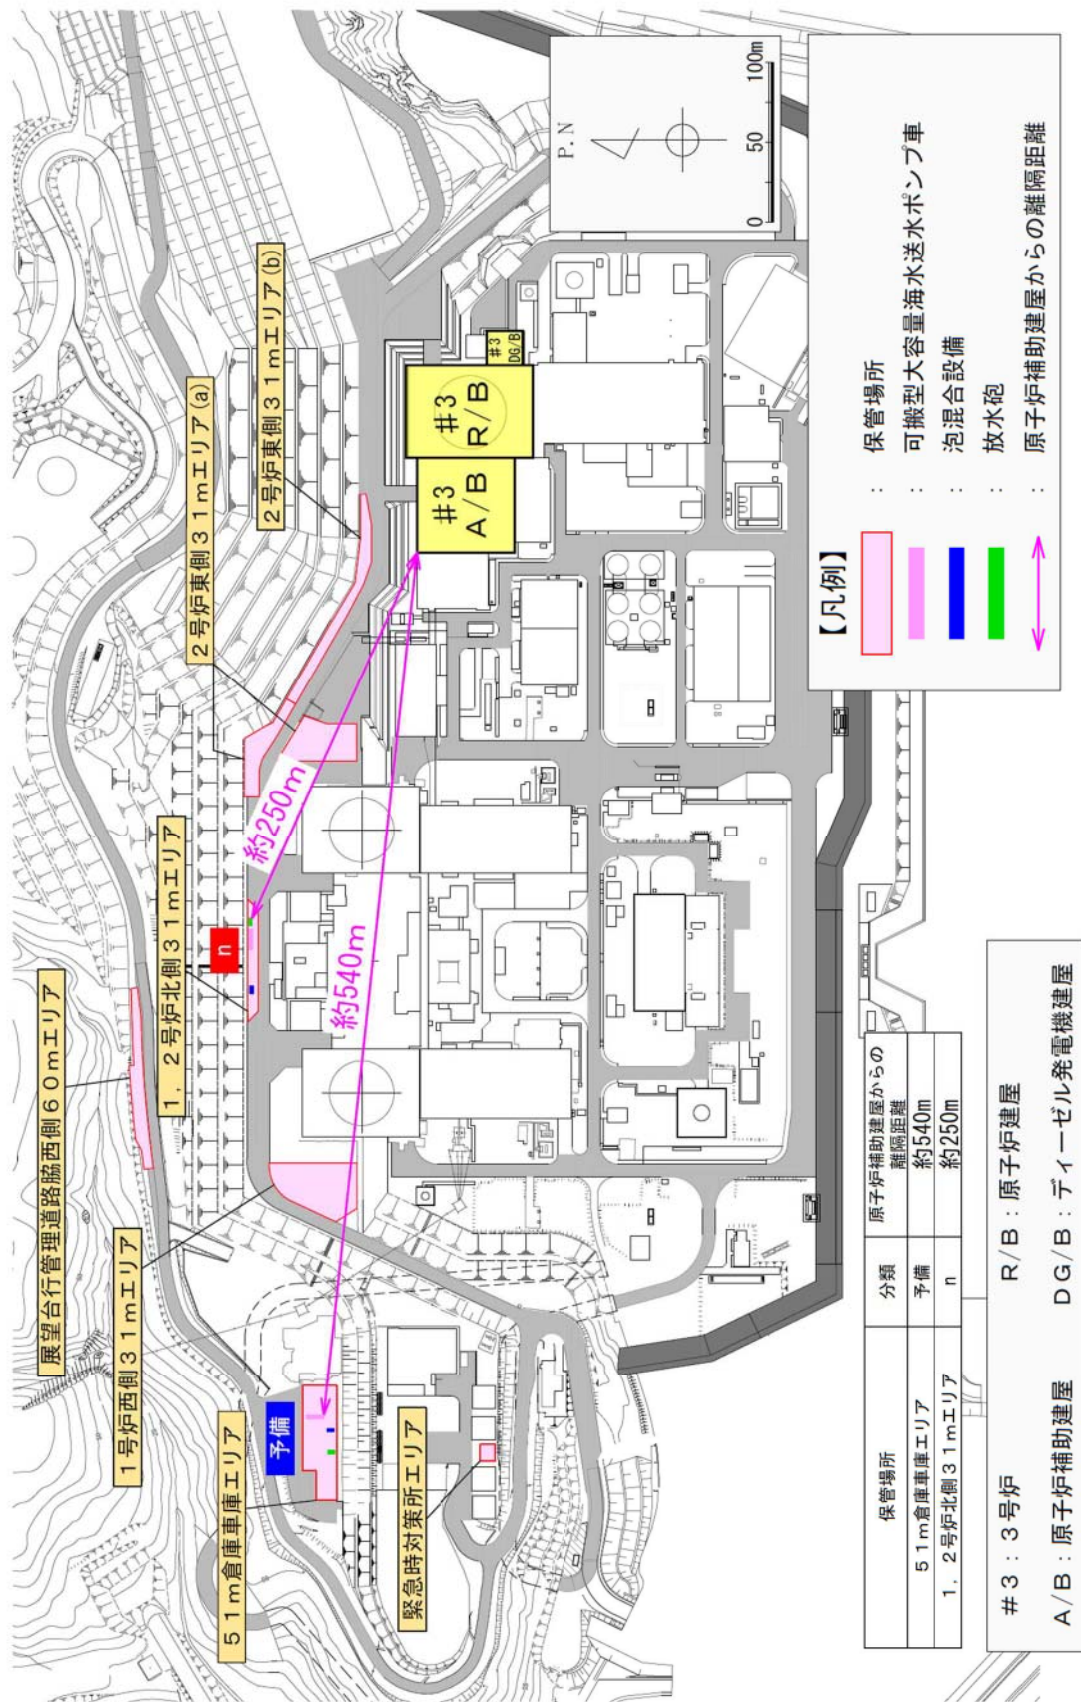 展望台行管理道路脇西側６０ｍエリア
１号炉西側３１ｍエリア
５１ｍ倉庫車庫エリア
１，２号炉北側３１ｍエリア
２号炉東側３１ｍエリア(a)
２号炉東側３１ｍエリア(b)
予備
n
緊急時対策所エリア
約250m
約540m
＃３
A/B
＃３
R/B
＃３
DG/B
P.N
0 50 100m
【凡例】
： 保管場所
： 可搬型大容量海水送水ポンプ車
： 泡混合設備
： 放水砲
： 原子炉補助建屋からの離隔距離
保管場所 分類 原子炉補助建屋からの
離隔距離
５１ｍ倉庫車庫エリア 予備 約540m
１，２号炉北側３１ｍエリア n 約250m
＃３：３号炉 R/B：原子炉建屋
A/B：原子炉補助建屋 DG/B：ディーゼル発電機建屋